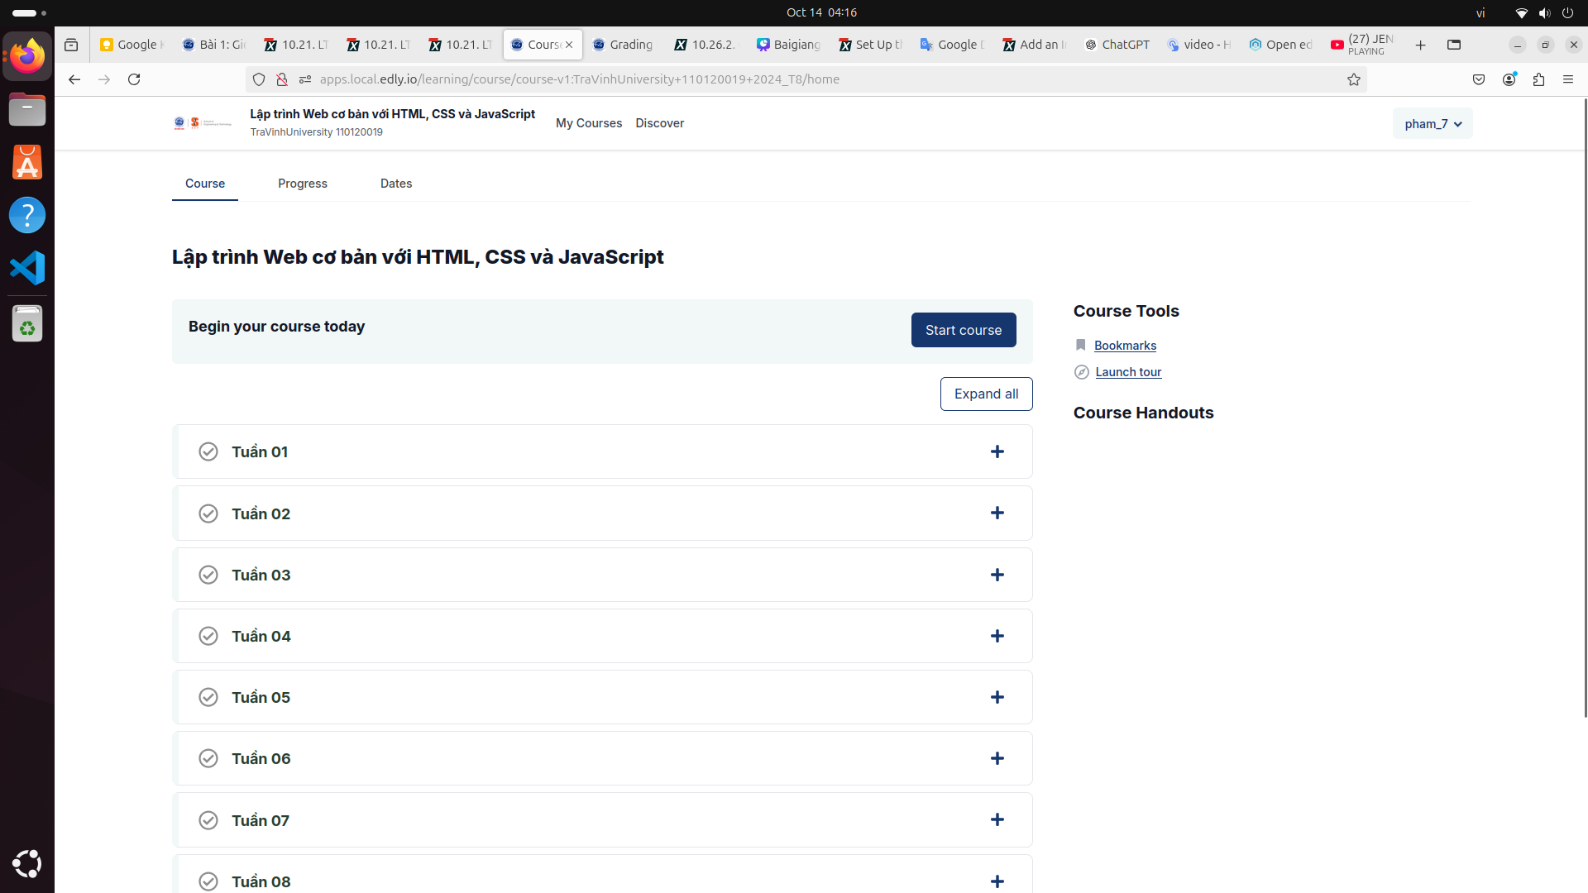 Oct 14 04:16
vi
Google
Bài 1: Gi
10.21. LT
10.21. LT
10.21. LT
Cours
Grading
10.26.2.
Baigiang
Set Up t
Google
Add an I
ChatGPT
video - H
Open ed
(27) JEN
PLAYING
apps.local.edly.io/learning/course/course-v1:TraVinhUniversity+110120019+2024_T8/home
Lập trình Web cơ bản với HTML, CSS và JavaScript
TraVinhUniversity 110120019
My Courses
Discover
pham_7
Course
Progress
Dates
Lập trình Web cơ bản với HTML, CSS và JavaScript
Begin your course today
Start course
Expand all
Course Tools
Bookmarks
Launch tour
Course Handouts
Tuần 01
Tuần 02
Tuần 03
Tuần 04
Tuần 05
Tuần 06
Tuần 07
Tuần 08